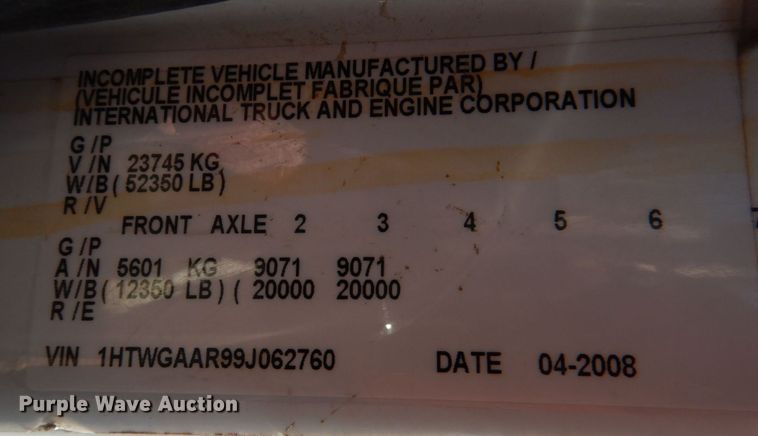 INCOMPLETE VEHICLE MANUFACTURED BY /
(VEHICULE INCOMPLET FABRIQUE PAR)
INTERNATIONAL TRUCK AND ENGINE CORPORATION
G / P
V / N 23745 KG
W/B ( 52350 LB )
R / V
FRONT AXLE 2 3 4 5 6 7
G / P
A / N 5601 KG 9071 9071
W/B ( 12350 LB ) ( 20000 20000
R / E
VIN 1HTWGAAR99J062760 DATE 04-2008
Purple Wave Auction